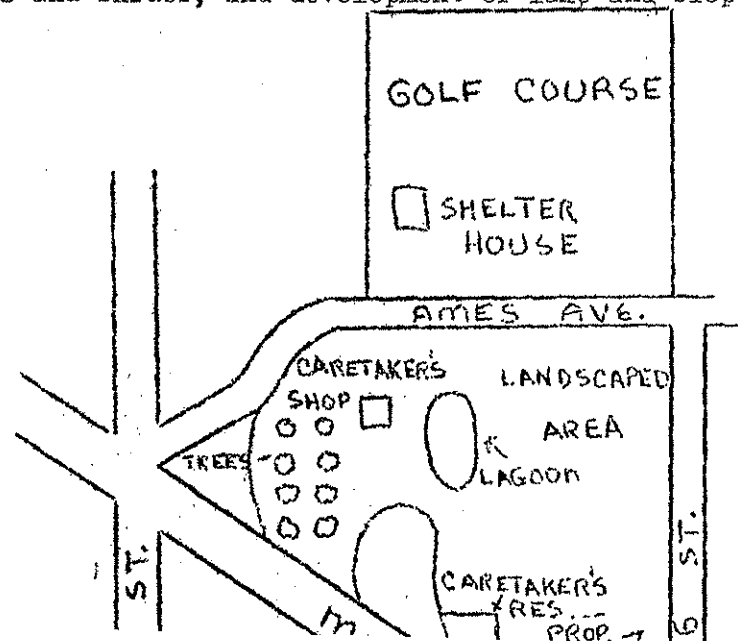 GOLF COURSE
SHELTER
HOUSE
AMES AVE.
CARETAKER'S
SHOP
LANDSCAPED
AREA
TREES
LAGOON
ST.
ST.
CARETAKER'S
RES.
PROP.